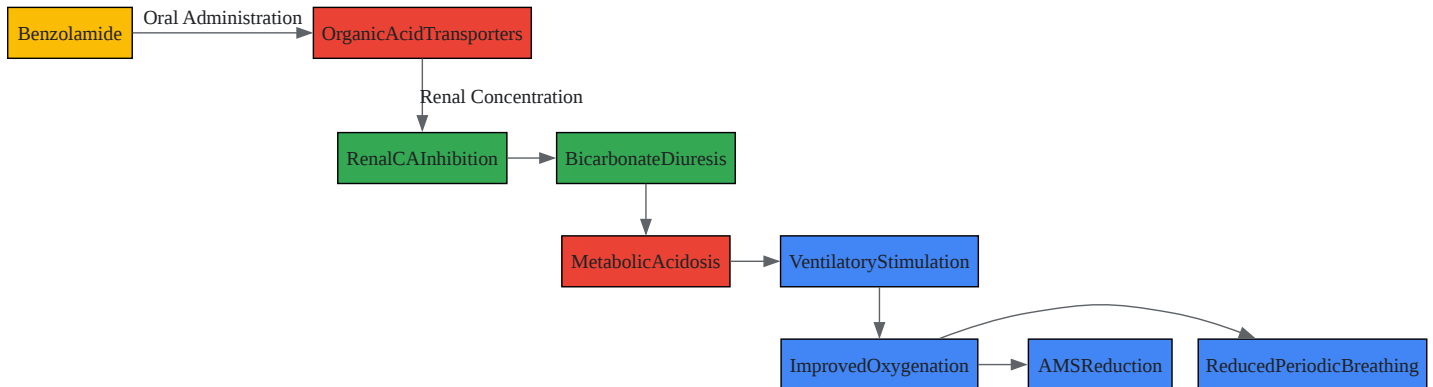 Benzolamide
Oral Administration
OrganicAcidTransporters
Renal Concentration
RenalCAInhibition
BicarbonateDiuresis
MetabolicAcidosis
VentilatoryStimulation
ImprovedOxygenation
AMSReduction
ReducedPeriodicBreathing